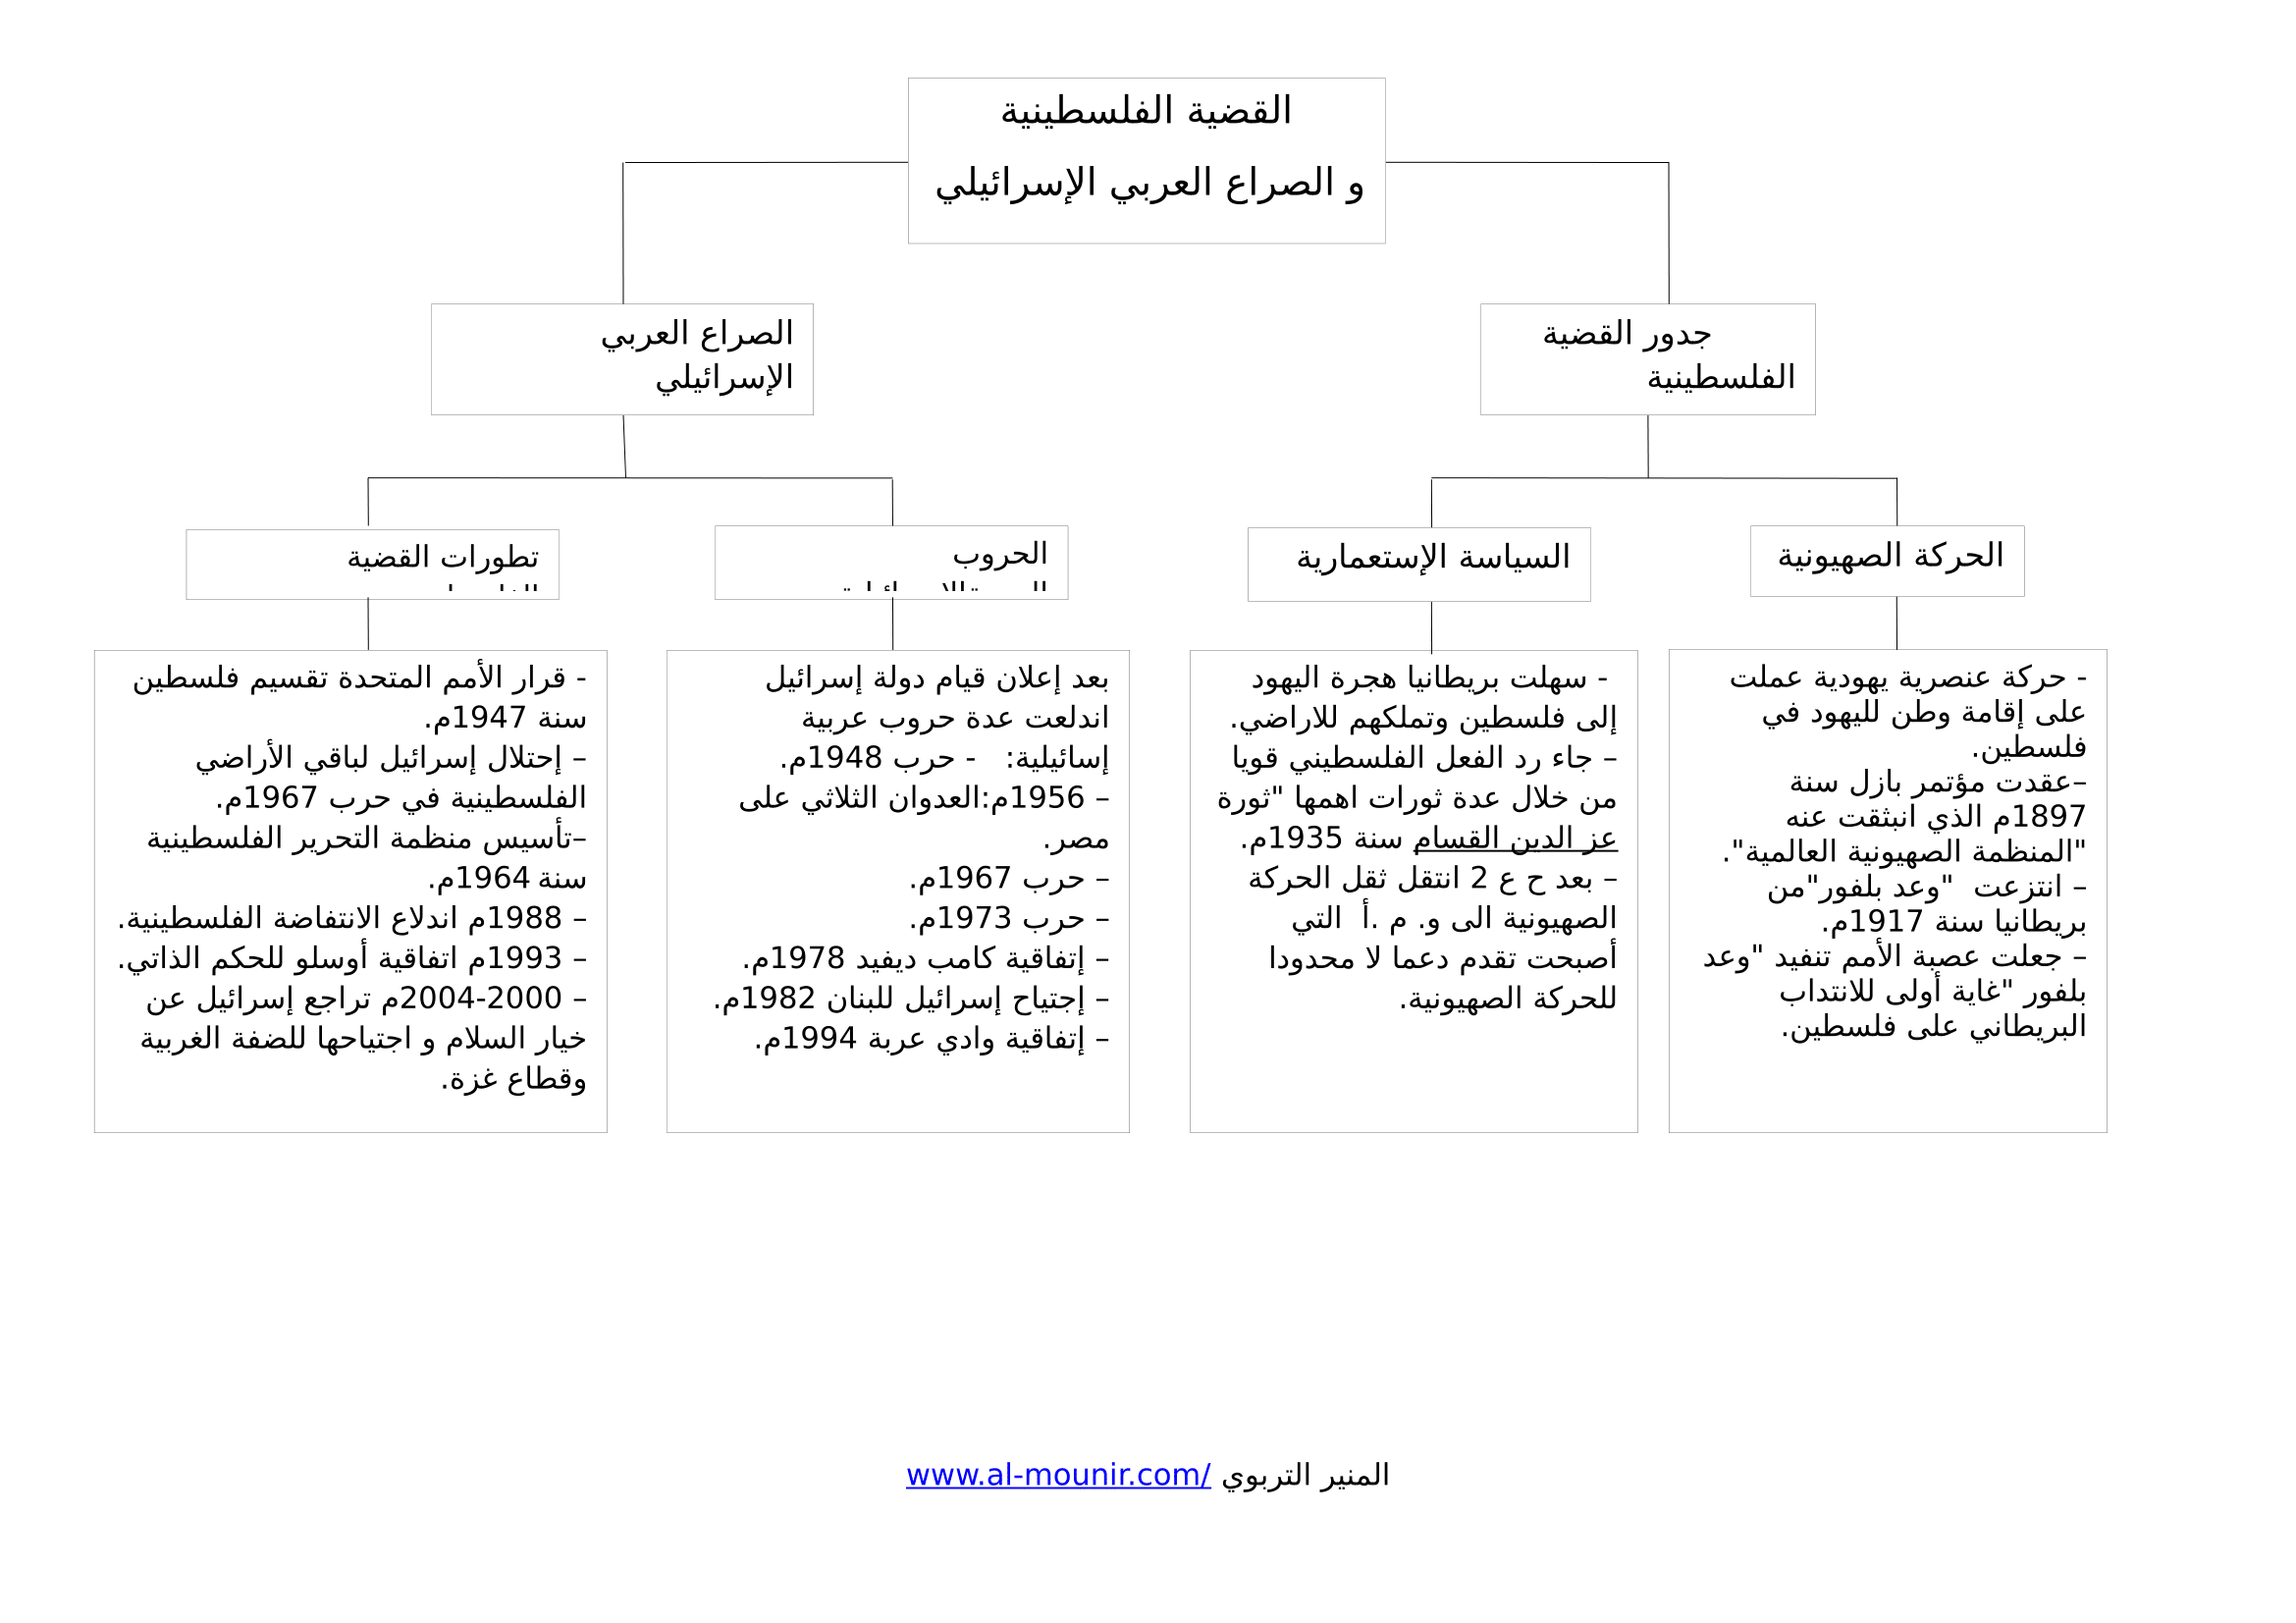 القضية الفلسطينية
و الصراع العربي الإسرائيلي
جدور القضية
الفلسطينية
الصراع العربي
الإسرائيلي
الحركة الصهيونية
السياسة الإستعمارية
الحروب
تطورات القضية
- حركة عنصرية يهودية عملت
على إقامة وطن لليهود في
فلسطين.
–عقدت مؤتمر بازل سنة
1897م الذي انبثقت عنه
"المنظمة الصهيونية العالمية".
– انتزعت  "وعد بلفور"من
بريطانيا سنة 1917م.
– جعلت عصبة الأمم تنفيد "وعد
بلفور "غاية أولى للانتداب
البريطاني على فلسطين.
- سهلت بريطانيا هجرة اليهود
إلى فلسطين وتملكهم للاراضي.
– جاء رد الفعل الفلسطيني قويا
من خلال عدة ثورات اهمها "ثورة
عز الدين القسام سنة 1935م.
– بعد ح ع 2 انتقل ثقل الحركة
الصهيونية الى و. م .أ  التي
أصبحت تقدم دعما لا محدودا
للحركة الصهيونية.
بعد إعلان قيام دولة إسرائيل
اندلعت عدة حروب عربية
إسائيلية:   - حرب 1948م.
– 1956م:العدوان الثلاثي على
مصر.
– حرب 1967م.
– حرب 1973م.
– إتفاقية كامب ديفيد 1978م.
– إجتياح إسرائيل للبنان 1982م.
– إتفاقية وادي عربة 1994م.
- قرار الأمم المتحدة تقسيم فلسطين
سنة 1947م.
– إحتلال إسرائيل لباقي الأراضي
الفلسطينية في حرب 1967م.
–تأسيس منظمة التحرير الفلسطينية
سنة 1964م.
– 1988م اندلاع الانتفاضة الفلسطينية.
– 1993م اتفاقية أوسلو للحكم الذاتي.
– 2000-2004م تراجع إسرائيل عن
خيار السلام و اجتياحها للضفة الغربية
وقطاع غزة.
المنير التربوي www.al-mounir.com/